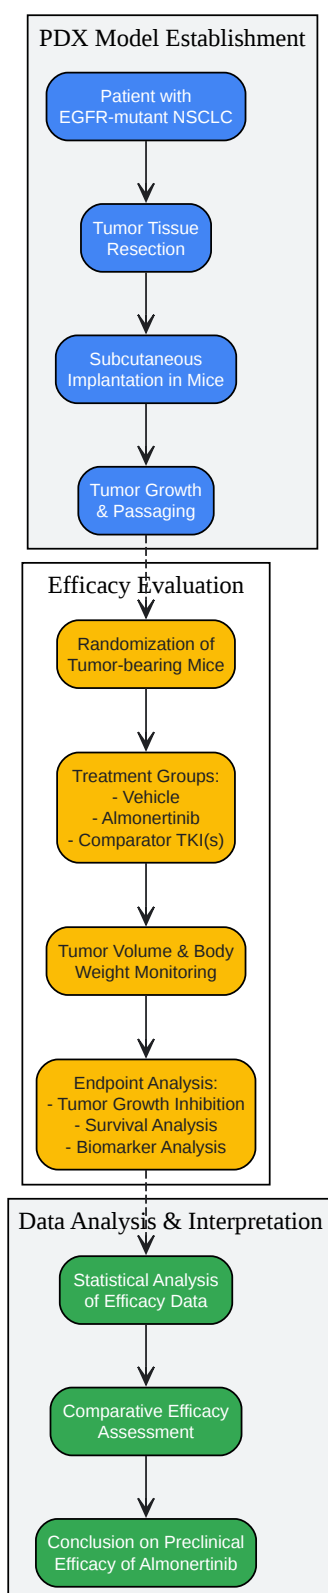 PDX Model Establishment
Patient with
EGFR-mutant NSCLC
Tumor Tissue
Resection
Subcutaneous
Implantation in Mice
Tumor Growth
& Passaging
Efficacy Evaluation
Randomization of
Tumor-bearing Mice
Treatment Groups:
- Vehicle
- Almonertinib
- Comparator TKI(s)
Tumor Volume & Body
Weight Monitoring
Endpoint Analysis:
- Tumor Growth Inhibition
- Survival Analysis
- Biomarker Analysis
Data Analysis & Interpretation
Statistical Analysis
of Efficacy Data
Comparative Efficacy
Assessment
Conclusion on Preclinical
Efficacy of Almonertinib